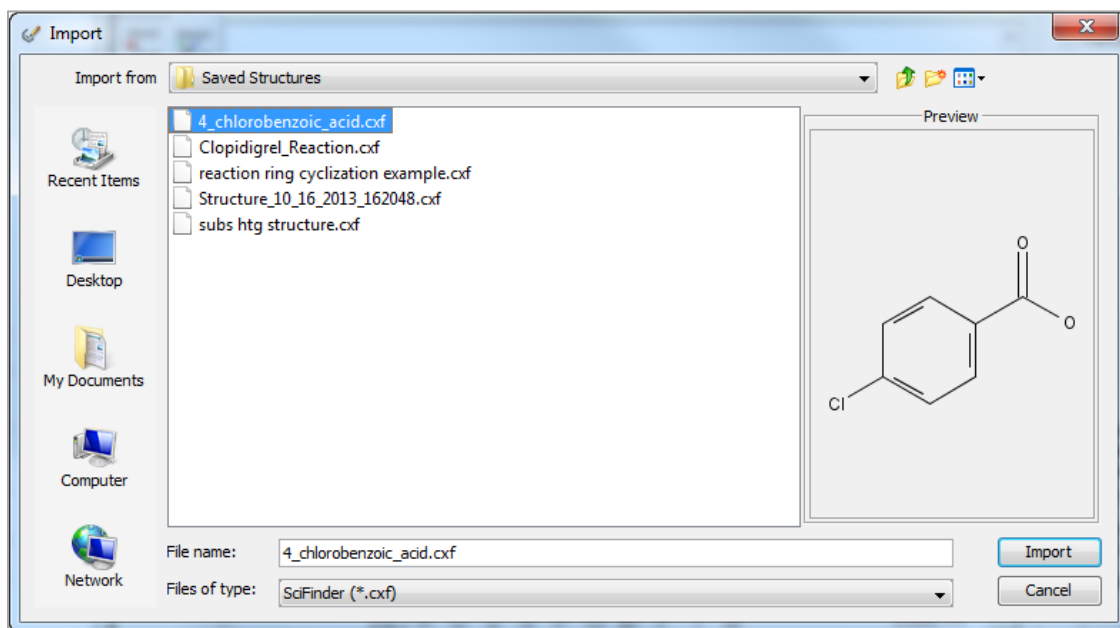 Import
Import from
Saved Structures
Recent Items
Desktop
My Documents
Computer
Network
4_chlorobenzoic_acid.cxf
Clopidigrel_Reaction.cxf
reaction ring cyclization example.cxf
Structure_10_16_2013_162048.cxf
subs htg structure.cxf
Preview
O
O
Cl
File name:
4_chlorobenzoic_acid.cxf
Import
Files of type:
SciFinder (*.cxf)
Cancel